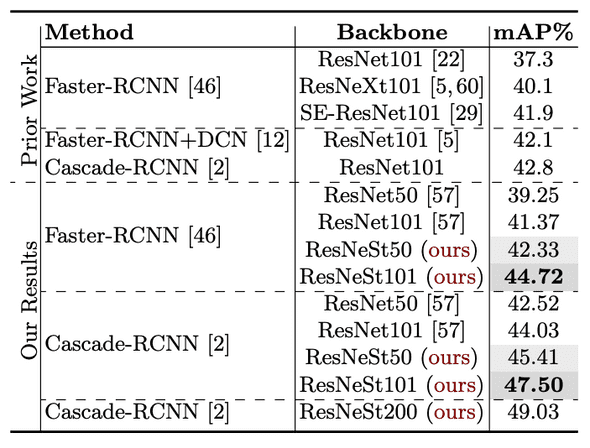 Method Backbone mAP%
Prior Work
Faster-RCNN [46]
ResNet101 [22] 37.3
ResNeXt101 [5, 60] 40.1
SE-ResNet101 [29] 41.9
Faster-RCNN+DCN [12] ResNet101 [5] 42.1
Cascade-RCNN [2] ResNet101 42.8
Our Results
Faster-RCNN [46]
ResNet50 [57] 39.25
ResNet101 [57] 41.37
ResNeSt50 (ours) 42.33
ResNeSt101 (ours) 44.72
Cascade-RCNN [2]
ResNet50 [57] 42.52
ResNet101 [57] 44.03
ResNeSt50 (ours) 45.41
ResNeSt101 (ours) 47.50
Cascade-RCNN [2] ResNeSt200 (ours) 49.03